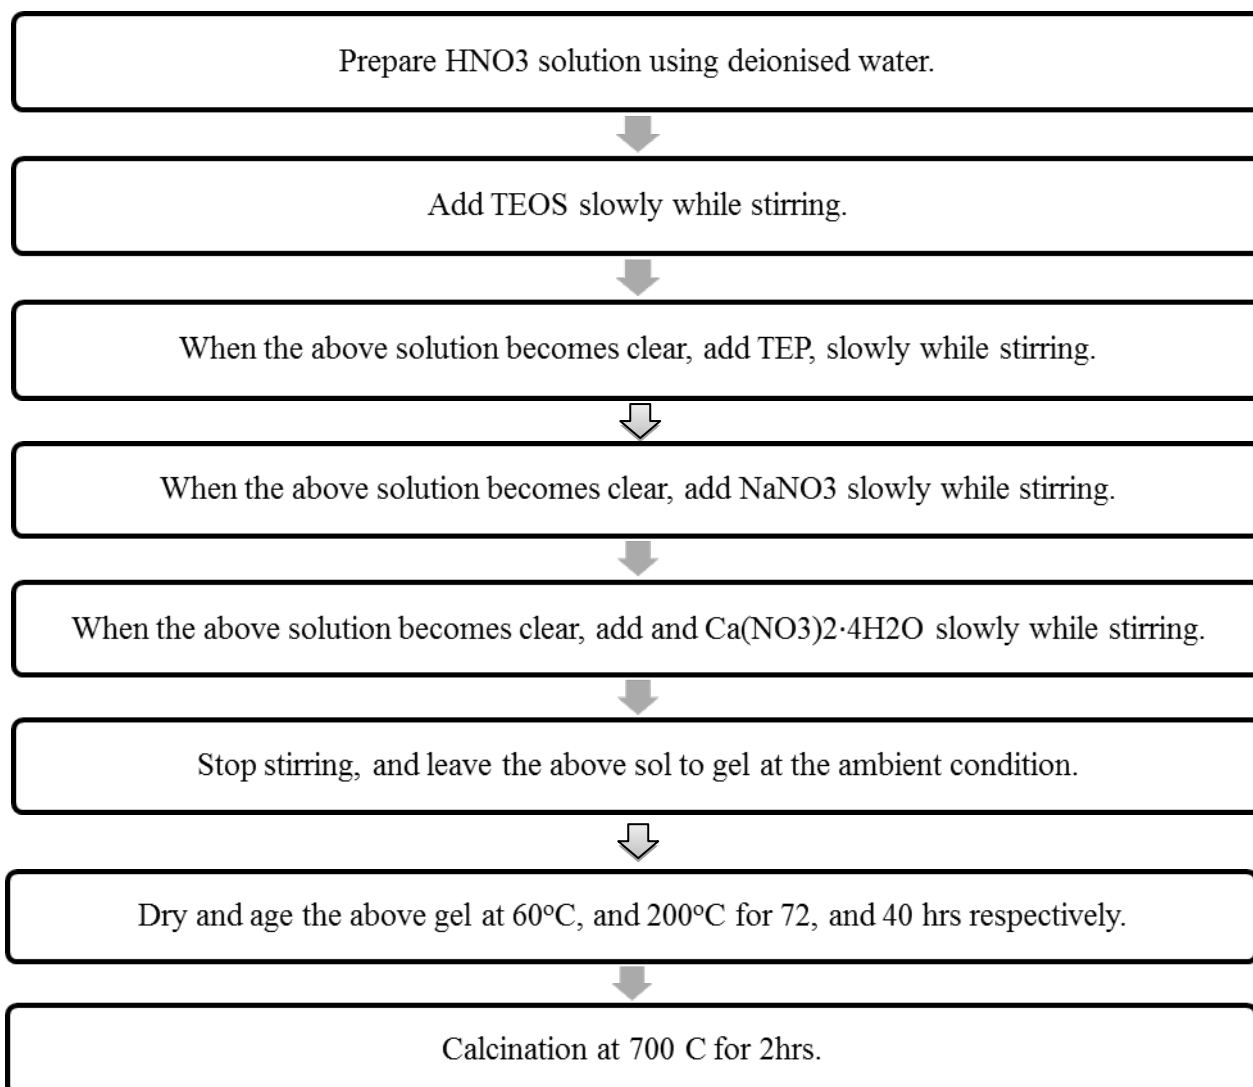 Prepare HNO3 solution using deionised water.
Add TEOS slowly while stirring.
When the above solution becomes clear, add TEP, slowly while stirring.
When the above solution becomes clear, add NaNO3 slowly while stirring.
When the above solution becomes clear, add and Ca(NO3)2·4H2O slowly while stirring.
Stop stirring, and leave the above sol to gel at the ambient condition.
Dry and age the above gel at 60°C, and 200°C for 72, and 40 hrs respectively.
Calcination at 700 C for 2hrs.